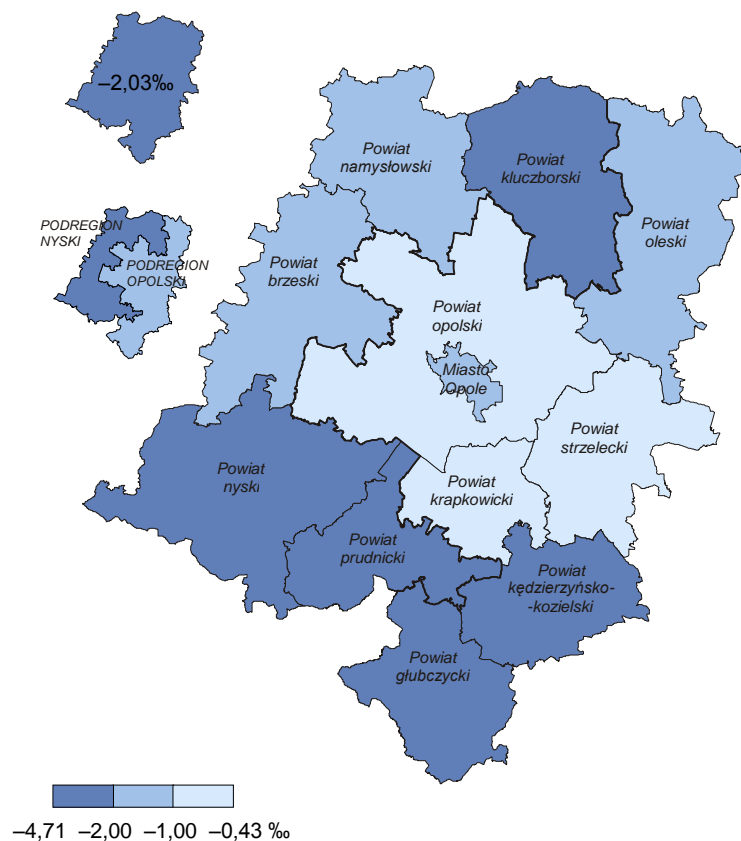 –2,03‰
PODREGION
NYSKI
PODREGION
OPOLSKI
Powiat
namysłowski
Powiat
kluczborski
Powiat
oleski
Powiat
brzeski
Powiat
opolski
Miasto
Opole
Powiat
strzelecki
Powiat
nyski
Powiat
krapkowicki
Powiat
prudnicki
Powiat
kędzierzyńsko-
-kozielski
Powiat
głubczycki
–4,71 –2,00 –1,00 –0,43 ‰